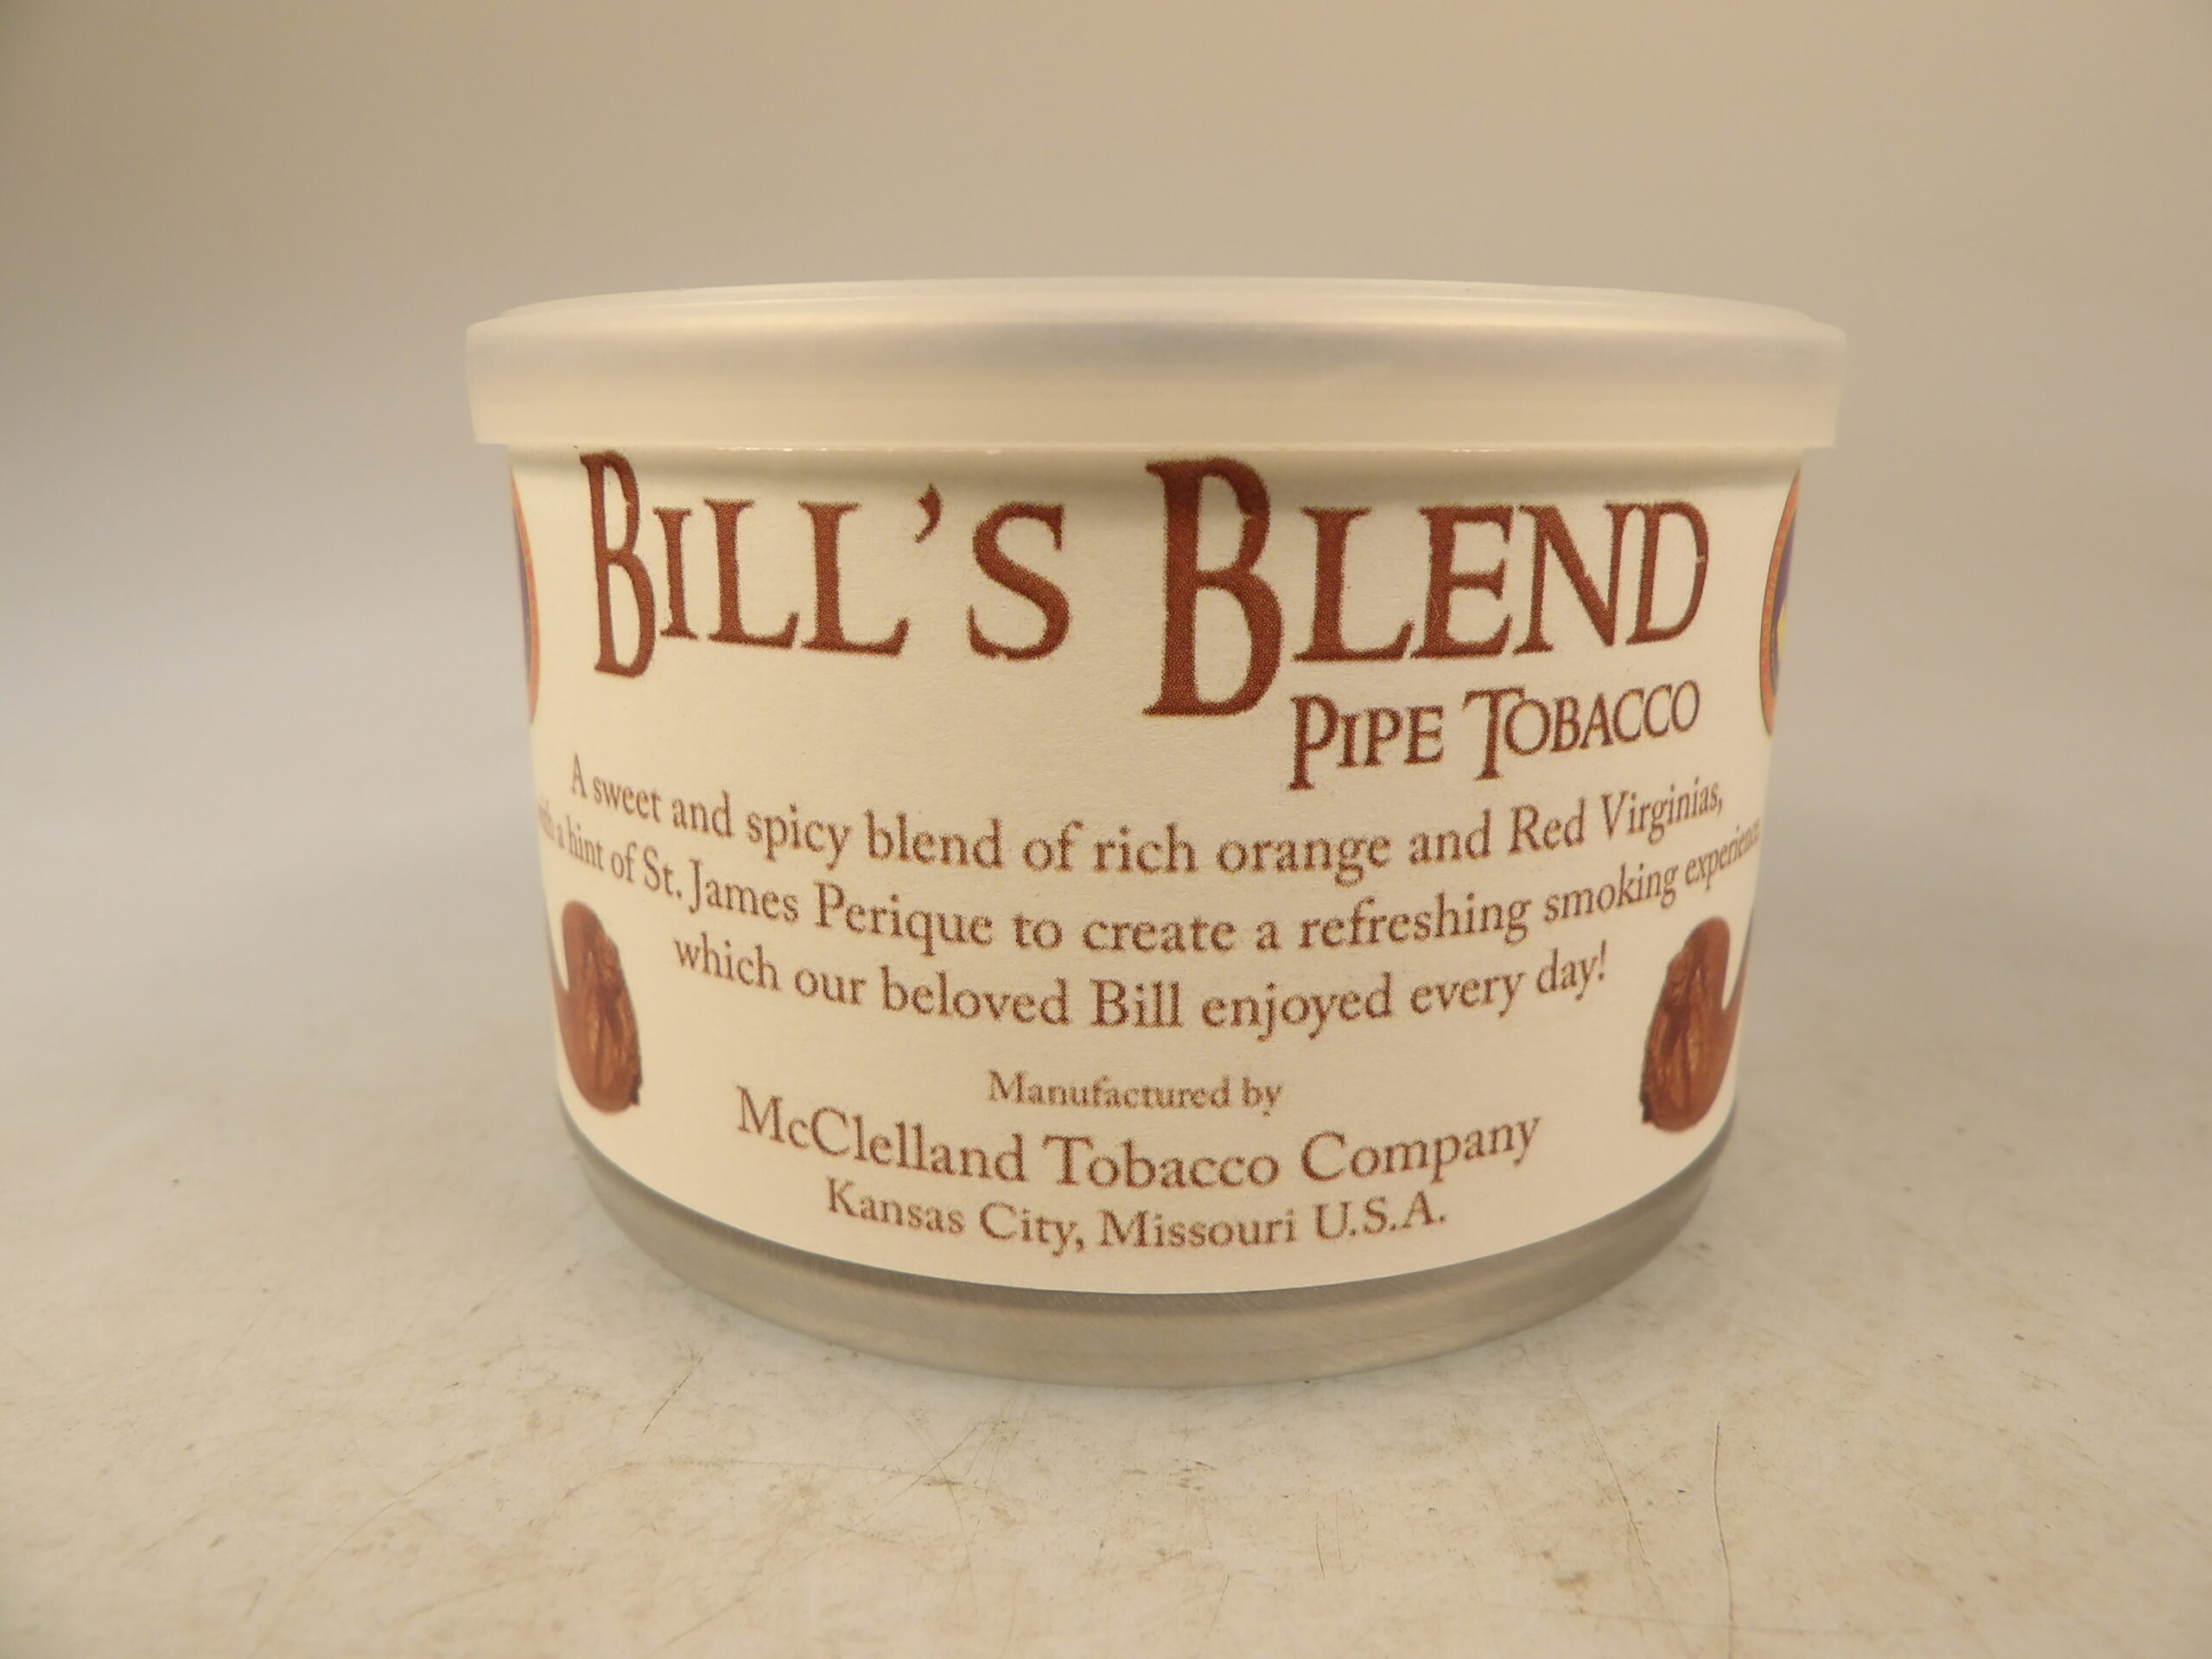 BILL'S BLEND
PIPE TOBACCO
A sweet and spicy blend of rich orange and Red Virginias,
a hint of St. James Perique to create a refreshing smoking experience
which our beloved Bill enjoyed every day!
Manufactured by
McClelland Tobacco Company
Kansas City, Missouri U.S.A.